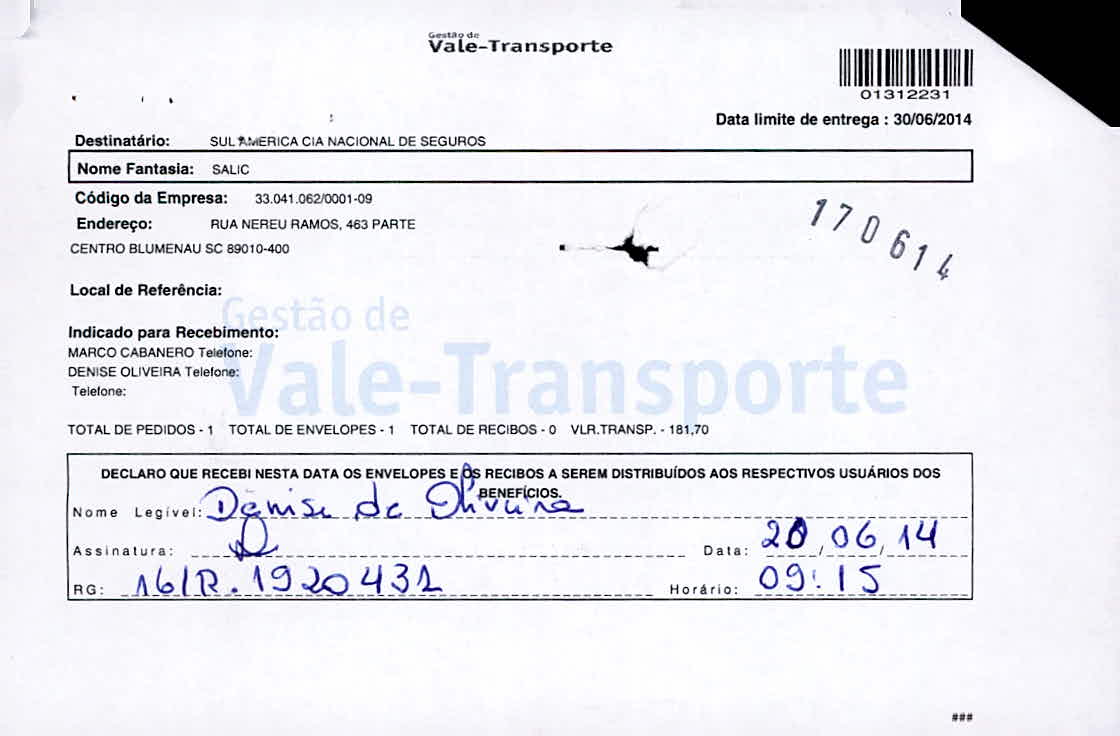 Gestão de
Vale-Transporte
01312231
Data limite de entrega : 30/06/2014
Destinatário: SUL AMERICA CIA NACIONAL DE SEGUROS
Nome Fantasia: SALIC
Código da Empresa: 33.041.062/0001-09
Endereço: RUA NEREU RAMOS, 463 PARTE
170614
CENTRO BLUMENAU SC 89010-400
Local de Referência:
Gestão de
Vale-Transporte
Indicado para Recebimento:
MARCO CABANERO Telefone:
DENISE OLIVEIRA Telefone:
Telefone:
TOTAL DE PEDIDOS - 1 TOTAL DE ENVELOPES - 1 TOTAL DE RECIBOS - 0 VLR.TRANSP. - 181,70
DECLARO QUE RECEBI NESTA DATA OS ENVELOPES E OS RECIBOS A SEREM DISTRIBUÍDOS AOS RESPECTIVOS USUÁRIOS DOS
BENEFÍCIOS.
Nome Legível: Denise de Oliveira
Assinatura: Data: 20/06/14
RG: 16/R.1920432 Horário: 09:15
###